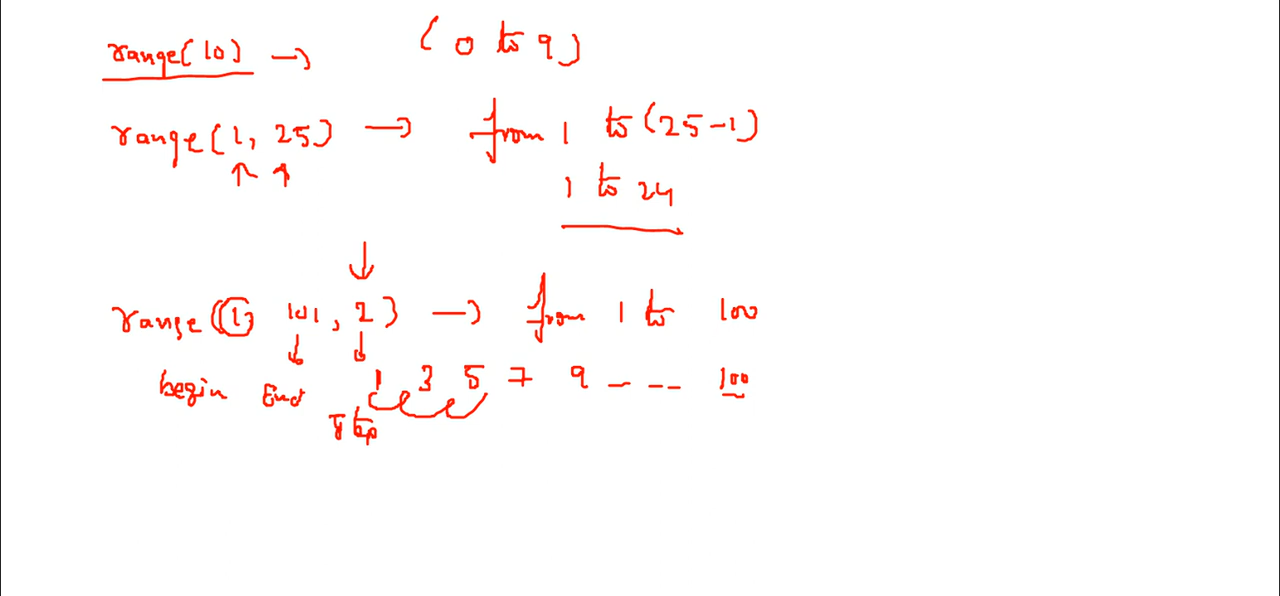 range(10) → (0 to 9)
range(1, 25) → from 1 to (25-1)
1 to 24
range(1, 101, 2) → from 1 to 100
1 3 5 7 9 - -- 100
begin End
step